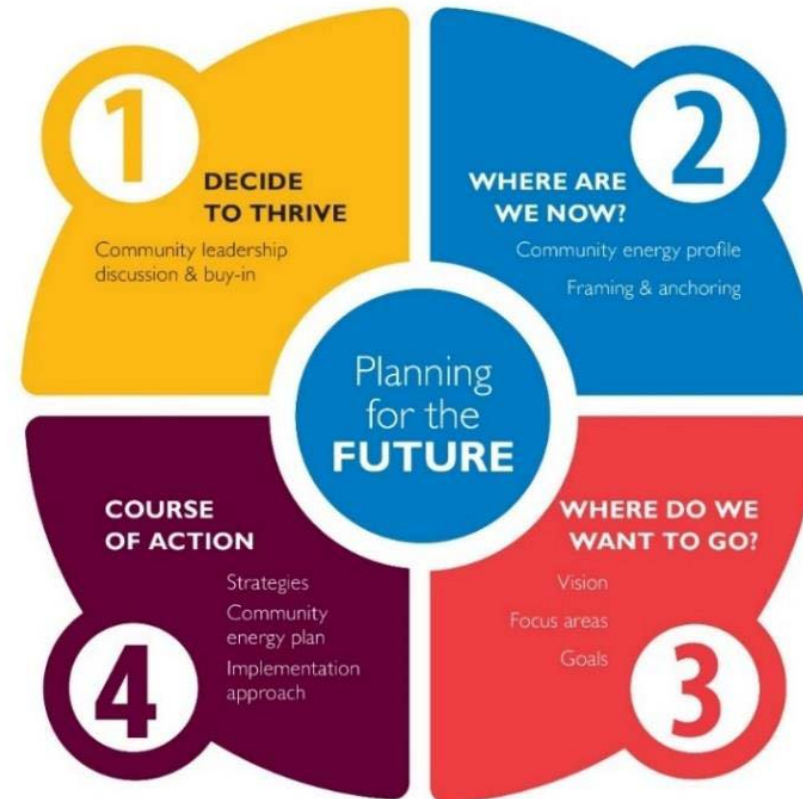 1
DECIDE
TO THRIVE
Community leadership
discussion & buy-in
2
WHERE ARE
WE NOW?
Community energy profile
Framing & anchoring
Planning
for the
FUTURE
WHERE DO WE
WANT TO GO?
Vision
Focus areas
Goals
3
COURSE
OF ACTION
Strategies
Community
energy plan
Implementation
approach
4